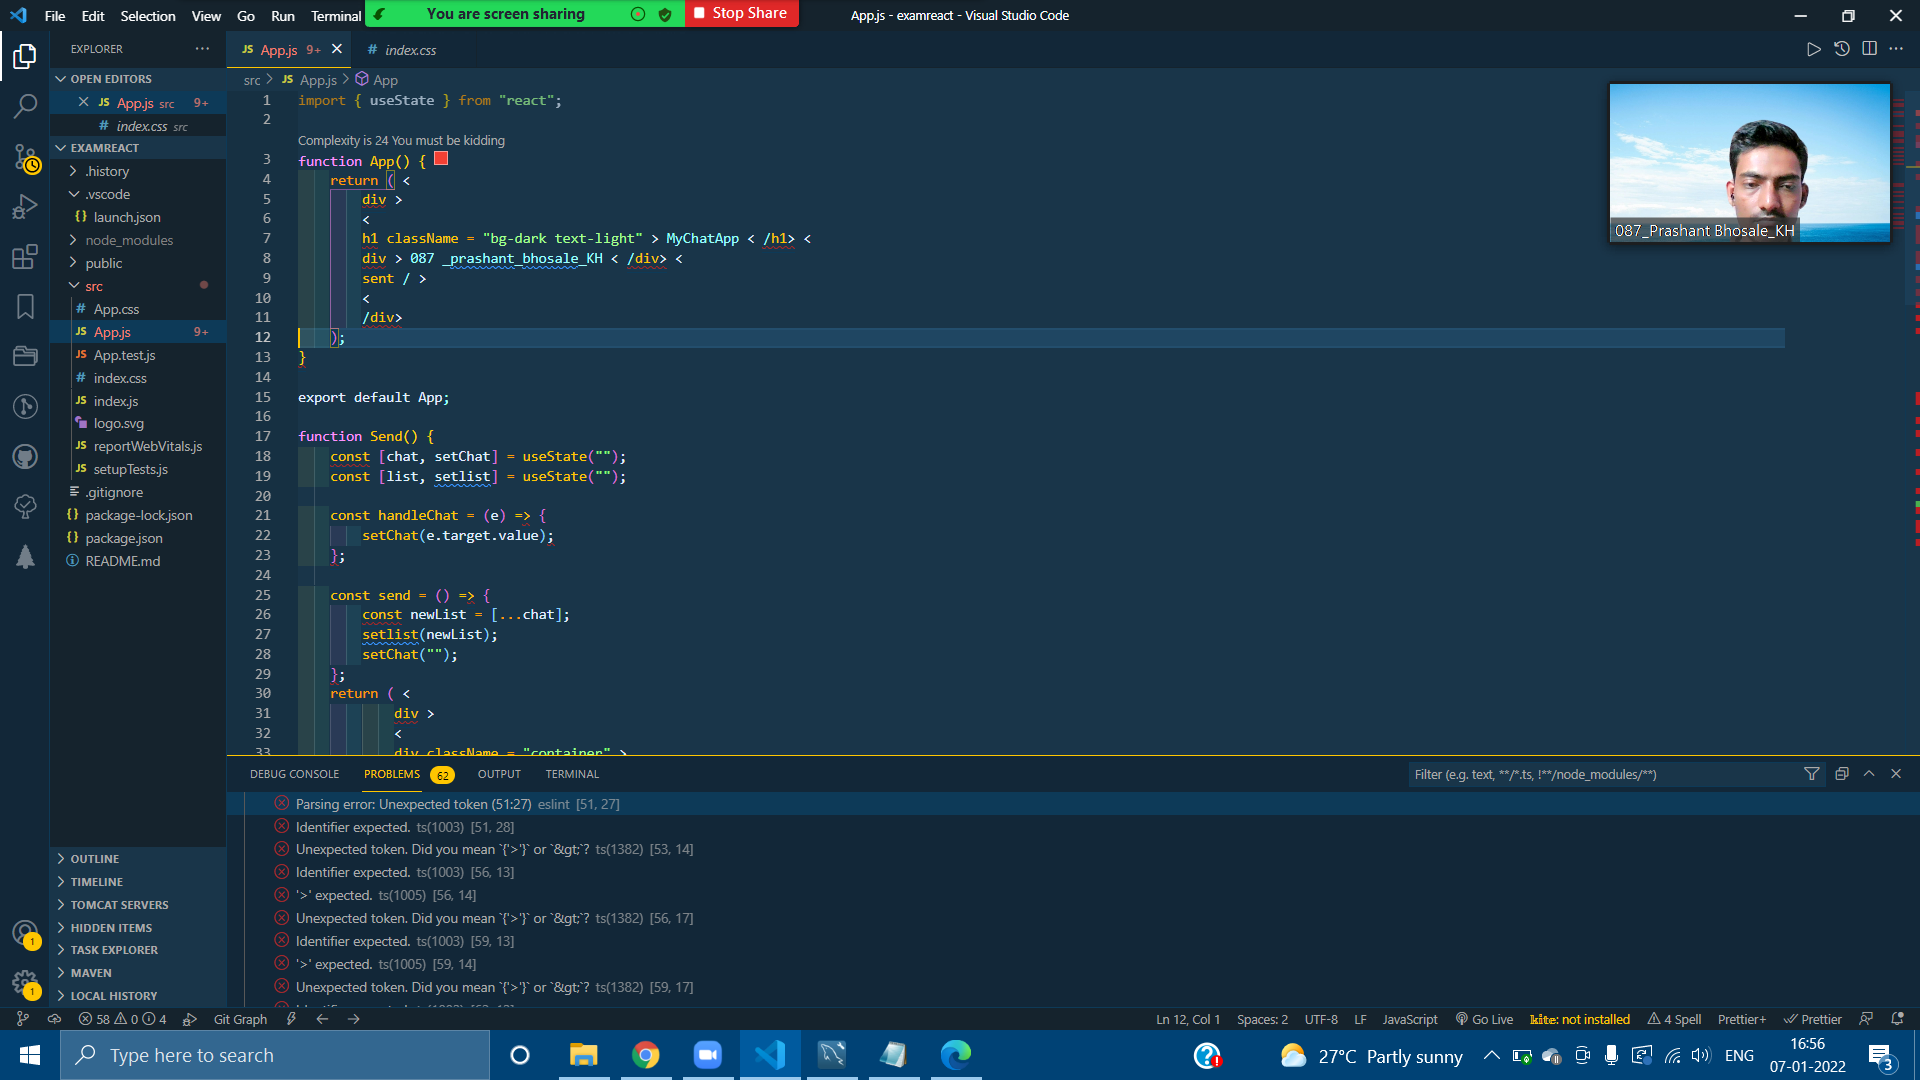 File Edit Selection View Go Run Terminal
You are screen sharing
Stop Share
App.js - examreact - Visual Studio Code
EXPLORER
JS App.js 9+
# index.css
OPEN EDITORS
JS App.js src 9+
# index.css src
EXAMREACT
.history
.vscode
{} launch.json
node_modules
public
src
# App.css
JS App.js 9+
JS App.test.js
# index.css
JS index.js
logo.svg
JS reportWebVitals.js
JS setupTests.js
.gitignore
{} package-lock.json
{} package.json
README.md
OUTLINE
TIMELINE
TOMCAT SERVERS
HIDDEN ITEMS
TASK EXPLORER
MAVEN
LOCAL HISTORY
1
1
src > JS App.js > App
1 import { useState } from "react";
2
Complexity is 24 You must be kidding
3 function App() {
4 return ( <
5 div >
6 <
7 h1 className = "bg-dark text-light" > MyChatApp < /h1> <
8 div > 087 _prashant_bhosale_KH < /div> <
9 sent / >
10 <
11 /div>
12 );
13 }
14
15 export default App;
16
17 function Send() {
18 const [chat, setChat] = useState("");
19 const [list, setlist] = useState("");
20
21 const handleChat = (e) => {
22 setChat(e.target.value);
23 };
24
25 const send = () => {
26 const newList = [...chat];
27 setlist(newList);
28 setChat("");
29 };
30 return ( <
31 div >
32 <
33 div className = "container" >
087_Prashant Bhosale_KH
DEBUG CONSOLE PROBLEMS 62 OUTPUT TERMINAL
Filter (e.g. text, **/*.ts, !**/node_modules/**)
Parsing error: Unexpected token (51:27) eslint [51, 27]
Identifier expected. ts(1003) [51, 28]
Unexpected token. Did you mean `{'>'}` or `&gt;`? ts(1382) [53, 14]
Identifier expected. ts(1003) [56, 13]
'>' expected. ts(1005) [56, 14]
Unexpected token. Did you mean `{'>'}` or `&gt;`? ts(1382) [56, 17]
Identifier expected. ts(1003) [59, 13]
'>' expected. ts(1005) [59, 14]
Unexpected token. Did you mean `{'>'}` or `&gt;`? ts(1382) [59, 17]
58 0 4 Git Graph
Ln 12, Col 1 Spaces: 2 UTF-8 LF JavaScript Go Live kite: not installed 4 Spell Prettier+ Prettier
Type here to search
27°C Partly sunny
ENG
16:56
07-01-2022
3